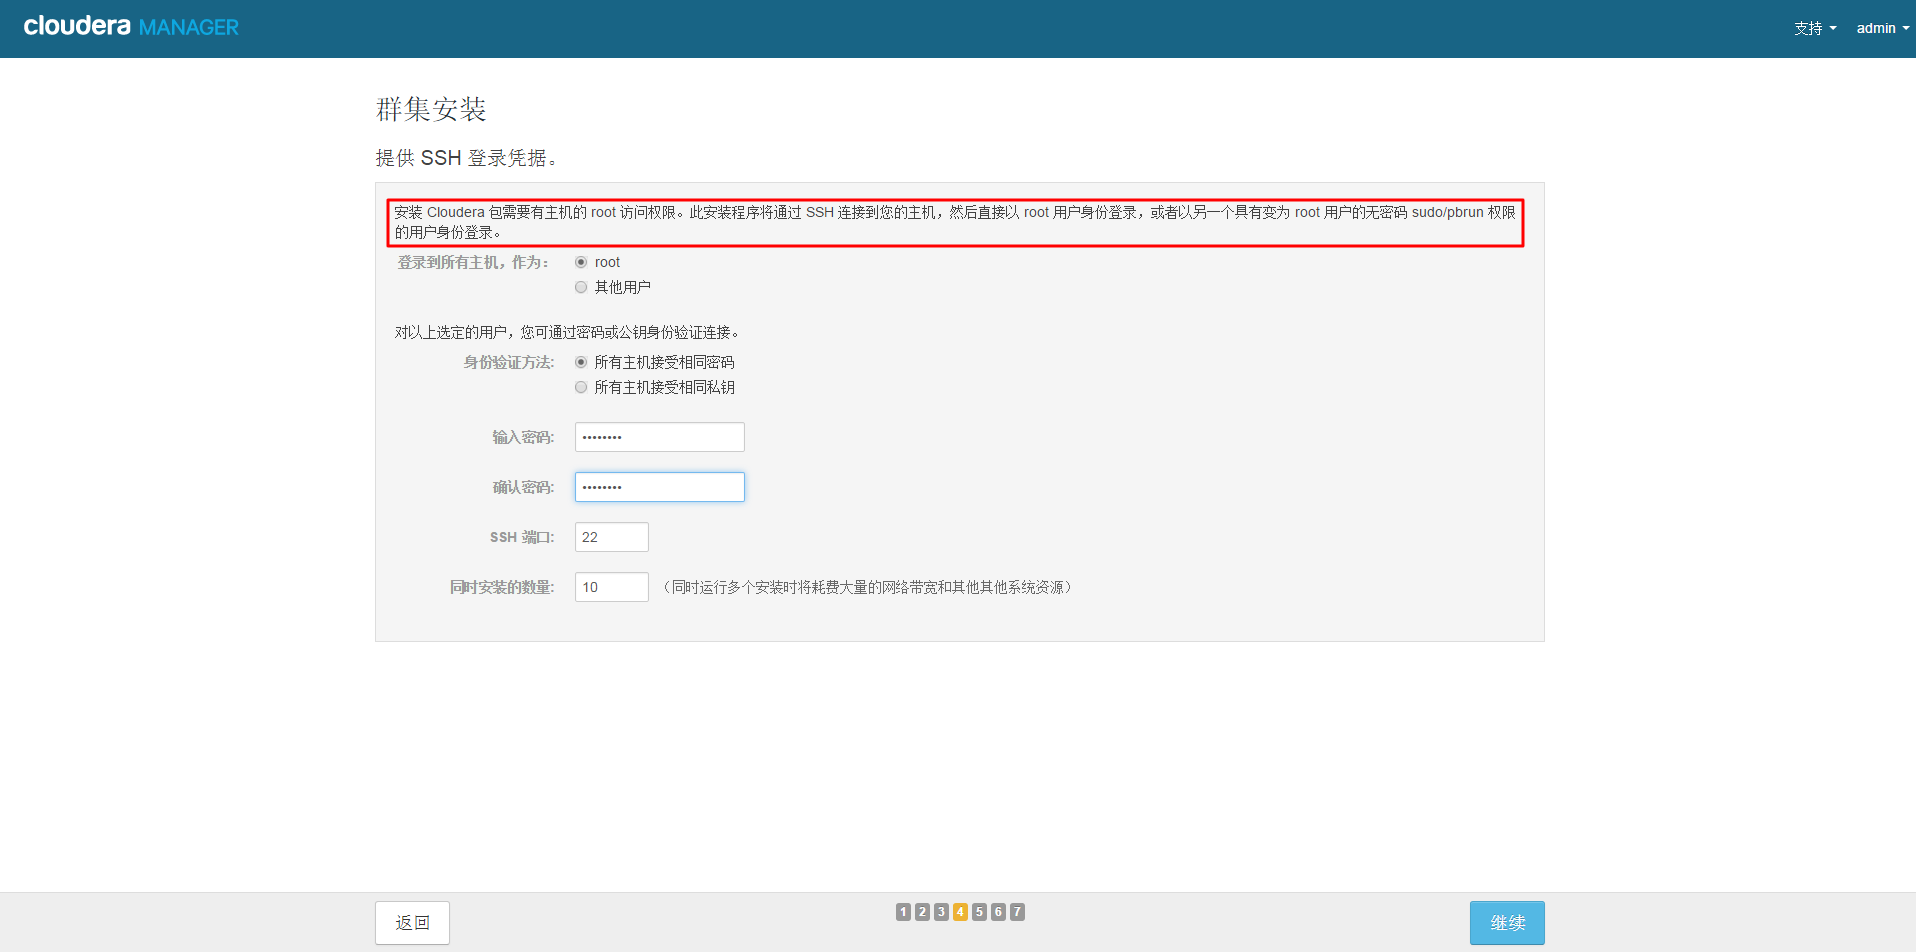 cloudera MANAGER
支持 admin
群集安装
提供 SSH 登录凭据。
安装 Cloudera 包需要有主机的 root 访问权限。此安装程序将通过 SSH 连接到您的主机，然后直接以 root 用户身份登录，或者以另一个具有变为 root 用户的无密码 sudo/pbrun 权限
的用户身份登录。
登录到所有主机，作为： root
其他用户
对以上选定的用户，您可通过密码或公钥身份验证连接。
身份验证方法: 所有主机接受相同密码
所有主机接受相同私钥
输入密码: ••••••••
确认密码: ••••••••
SSH 端口: 22
同时安装的数量: 10 （同时运行多个安装时将耗费大量的网络带宽和其他其他系统资源）
返回 1 2 3 4 5 6 7 继续